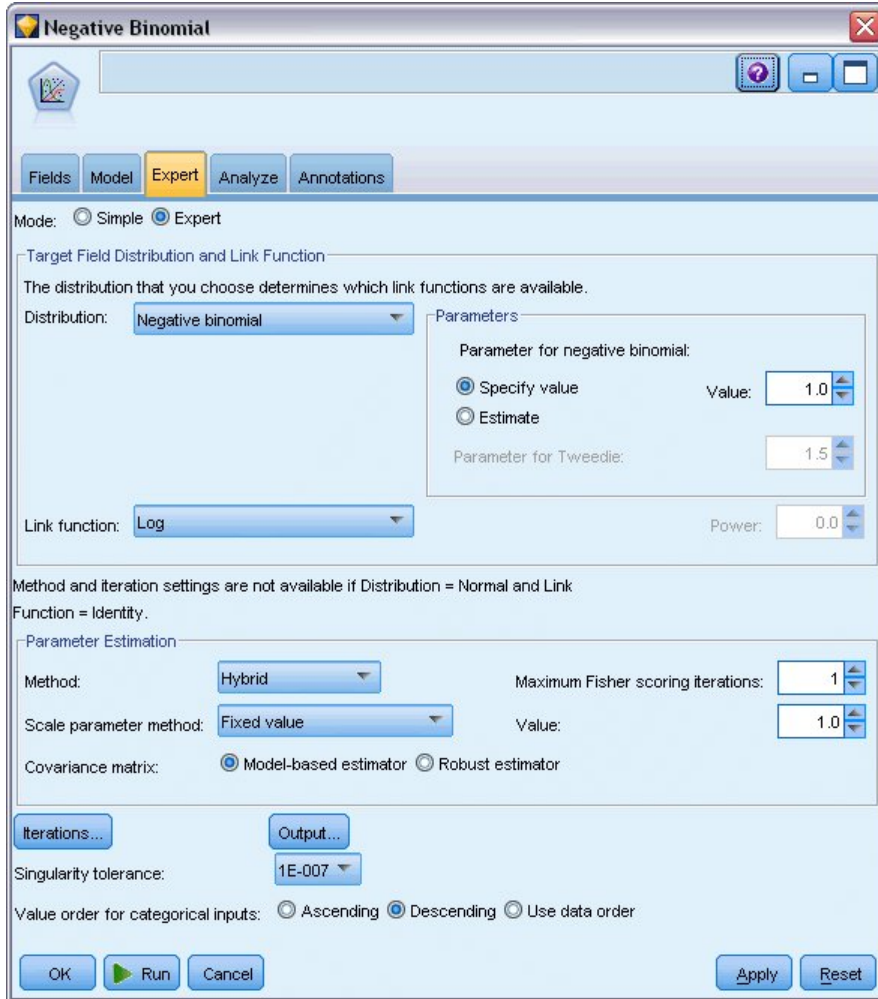 Negative Binomial
Fields Model Expert Analyze Annotations
Mode: Simple Expert
Target Field Distribution and Link Function
The distribution that you choose determines which link functions are available.
Distribution: Negative binomial
Parameters
Parameter for negative binomial:
Specify value Value: 1.0
Estimate
Parameter for Tweedie: 1.5
Link function: Log Power: 0.0
Method and iteration settings are not available if Distribution = Normal and Link
Function = Identity.
Parameter Estimation
Method: Hybrid Maximum Fisher scoring iterations: 1
Scale parameter method: Fixed value Value: 1.0
Covariance matrix: Model-based estimator Robust estimator
Iterations... Output...
Singularity tolerance: 1E-007
Value order for categorical inputs: Ascending Descending Use data order
OK Run Cancel Apply Reset